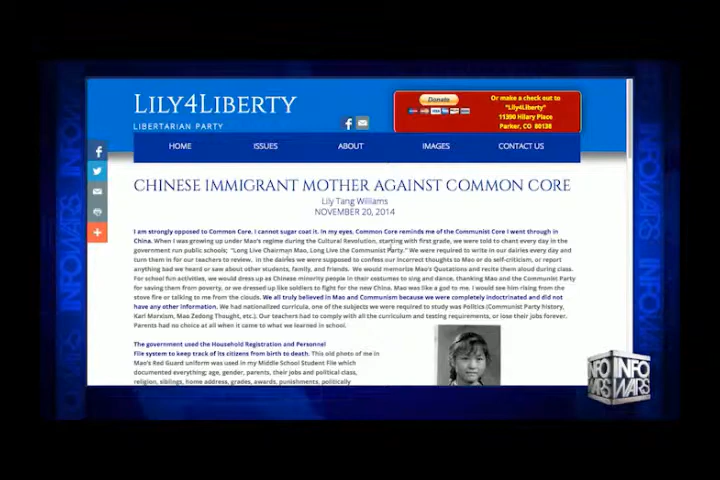 LILY4LIBERTY
LIBERTARIAN PARTY
Donate
Or make a check out to
"Lily4Liberty"
11390 Hilary Place
Parker, CO 80138
HOME ISSUES ABOUT IMAGES CONTACT US
CHINESE IMMIGRANT MOTHER AGAINST COMMON CORE
Lily Tang Williams
NOVEMBER 20, 2014
I am strongly opposed to Common Core. I cannot sugar coat it. In my eyes, Common Core reminds me of the Communist Core I went through in
China. When I was growing up under Mao's regime during the Cultural Revolution, starting with first grade, we were told to chant every day in the
government run public schools; "Long Live Chairman Mao, Long Live the Communist Party." We were required to write in our dairies every day and
turn them in for our teachers to review. In the dairies we were supposed to confess our incorrect thoughts to Mao or do self-criticism, or report
anything bad we heard or saw about other students, family, and friends. We would memorize Mao's Quotations and recite them aloud during class.
For school fun activities, we would dress up as Chinese minority people in their costumes to sing and dance, thanking Mao and the Communist Party
for saving them from poverty, or we dressed up like soldiers to fight for the new China. Mao was like a god to me. I would see him rising from the
stove fire or talking to me from the clouds. We all truly believed in Mao and Communism because we were completely indoctrinated and did not
have any other information. We had nationalized curricula, one of the subjects we were required to study was Politics.(Communist Party history,
Karl Marxism, Mao Zedong Thought, etc.). Our teachers had to comply with all the curriculum and testing requirements, or lose their jobs forever.
Parents had no choice at all when it came to what we learned in school.
The government used the Household Registration and Personnel
File system to keep track of its citizens from birth to death. This old photo of me in
Mao's Red Guard uniform was used in my Middle School Student File which
documented everything; age, gender, parents, their jobs and political class,
religion, siblings, home address, grades, awards, punishments, politically
INFO WARS
INFO
WARS
INFOWARS
INFOWARS